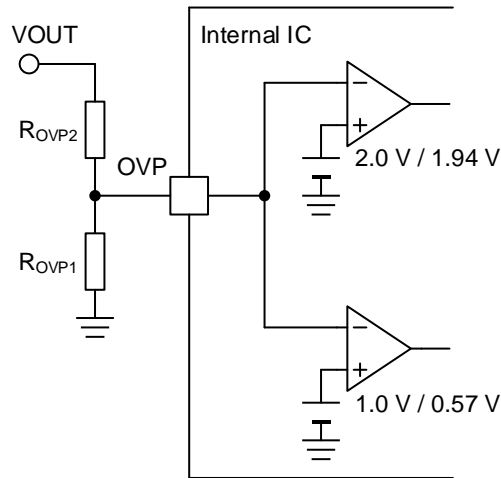 Internal IC
VOUT
−
+
R_OVP2
2.0 V / 1.94 V
OVP
R_OVP1
−
+
1.0 V / 0.57 V